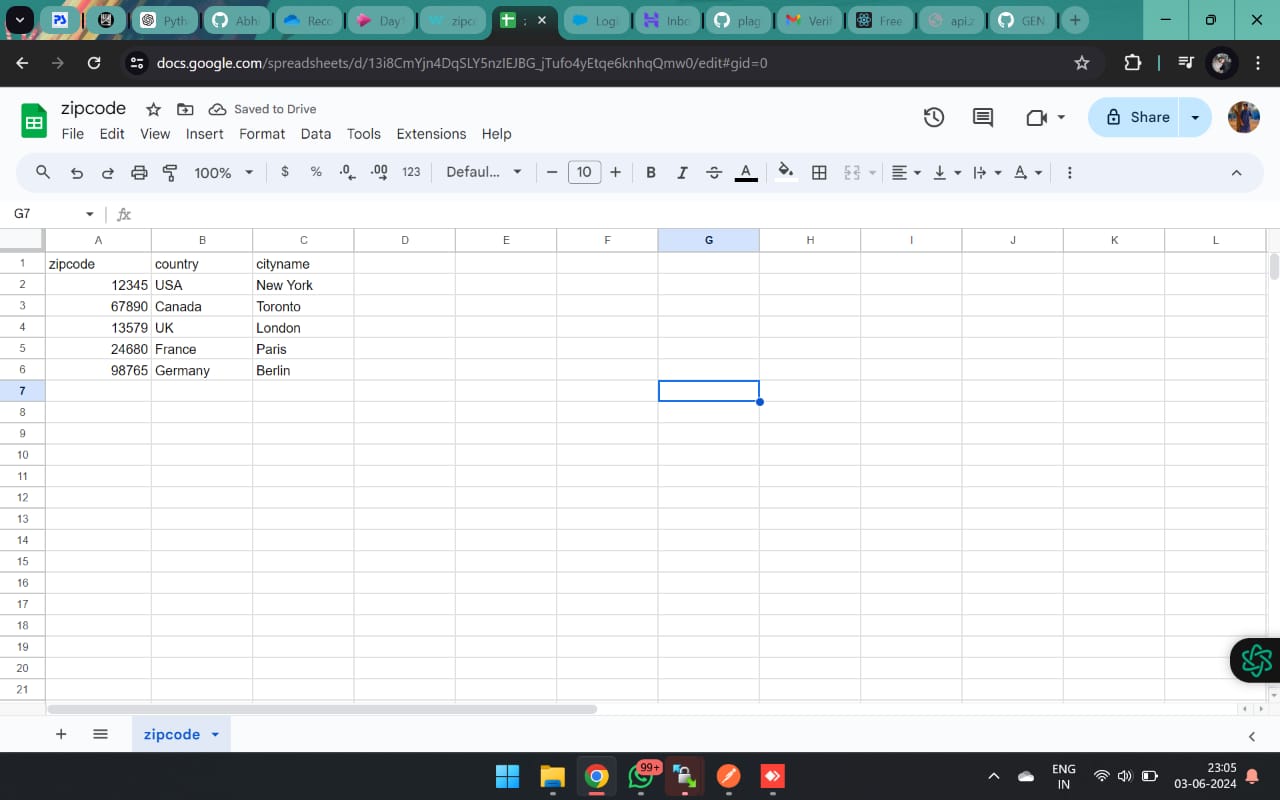 PS Pyth Abhi Reco Day1 zipc Logi Inbo plag Verif Free api.z GEN
docs.google.com/spreadsheets/d/13i8CmYjn4DqSLY5nzIEJBG_jTufo4yEtqe6knhqQmw0/edit#gid=0
zipcode Saved to Drive
File Edit View Insert Format Data Tools Extensions Help
Share
100% $ % .0 .00 123 Defaul... 10 B I S A A
G7 fx
A B C D E F G H I J K L
1 zipcode country cityname
2 12345 USA New York
3 67890 Canada Toronto
4 13579 UK London
5 24680 France Paris
6 98765 Germany Berlin
7
8
9
10
11
12
13
14
15
16
17
18
19
20
21
zipcode
99+
ENG 23:05
IN 03-06-2024